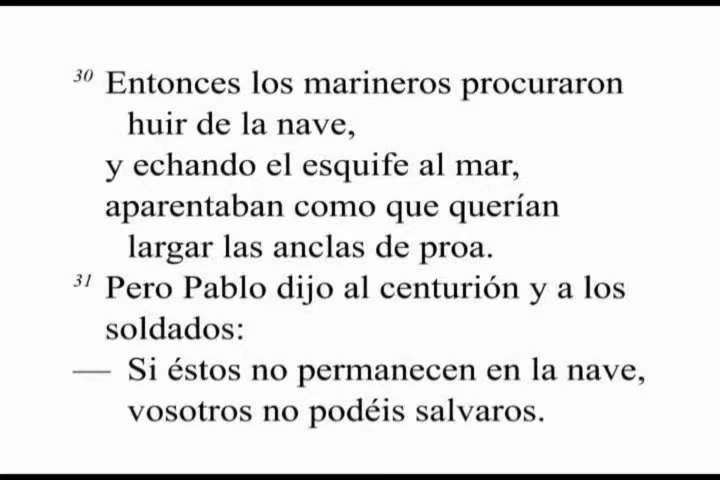 30 Entonces los marineros procuraron
huir de la nave,
y echando el esquife al mar,
aparentaban como que querían
largar las anclas de proa.
31 Pero Pablo dijo al centurión y a los
soldados:
— Si éstos no permanecen en la nave,
vosotros no podéis salvaros.